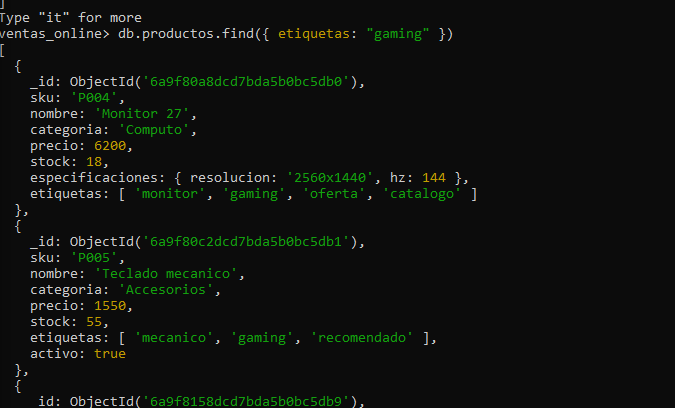 ]
Type "it" for more
ventas_online> db.productos.find({ etiquetas: "gaming" })
[
  {
    _id: ObjectId('6a9f80a8dcd7bda5b0bc5db0'),
    sku: 'P004',
    nombre: 'Monitor 27',
    categoria: 'Computo',
    precio: 6200,
    stock: 18,
    especificaciones: { resolucion: '2560x1440', hz: 144 },
    etiquetas: [ 'monitor', 'gaming', 'oferta', 'catalogo' ]
  },
  {
    _id: ObjectId('6a9f80c2dcd7bda5b0bc5db1'),
    sku: 'P005',
    nombre: 'Teclado mecanico',
    categoria: 'Accesorios',
    precio: 1550,
    stock: 55,
    etiquetas: [ 'mecanico', 'gaming', 'recomendado' ],
    activo: true
  },
  {
    _id: ObjectId('6a9f8158dcd7bda5b0bc5db9'),